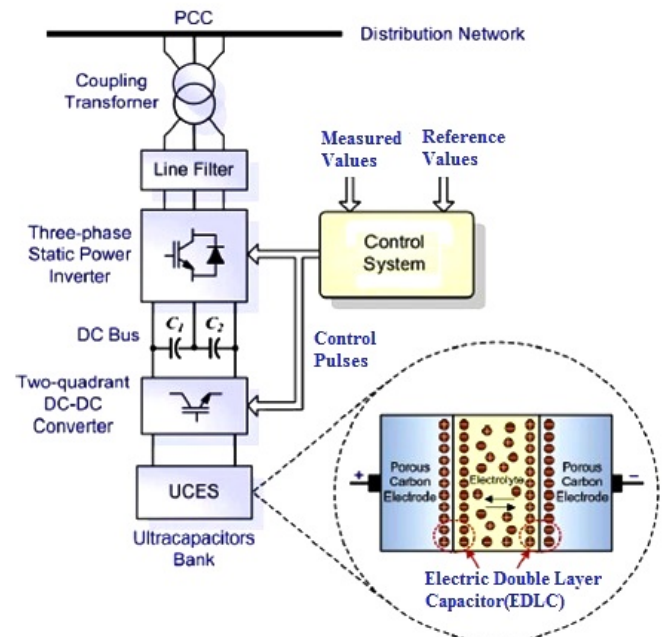 PCC
Distribution Network
Coupling
Transforner
Measured
Values
Reference
Values
Line Filter
Three-phase
Static Power
Inverter
Control
System
DC Bus
C1
C2
Control
Pulses
Two-quadrant
DC-DC
Converter
UCES
Ultracapacitors
Bank
+
Porous
Carbon
Electrode
Electrolyte
Porous
Carbon
Electrode
−
Electric Double Layer
Capacitor(EDLC)